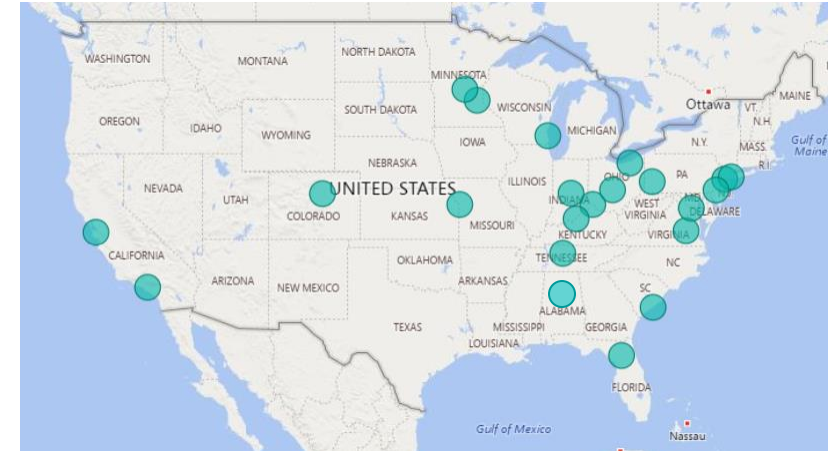 WASHINGTON
MONTANA
NORTH DAKOTA
MINNESOTA
Ottawa
MAINE
VT.
N.H.
OREGON
IDAHO
WYOMING
SOUTH DAKOTA
WISCONSIN
MICHIGAN
N.Y.
MASS.
R.I.
Gulf of
Maine
IOWA
NEBRASKA
NEVADA
UTAH
UNITED STATES
COLORADO
KANSAS
MISSOURI
ILLINOIS
INDIANA
OHIO
PA
WEST
VIRGINIA
MD
DELAWARE
KENTUCKY
VIRGINIA
CALIFORNIA
ARIZONA
NEW MEXICO
OKLAHOMA
ARKANSAS
TENNESSEE
NC
SC
TEXAS
MISSISSIPPI
ALABAMA
GEORGIA
LOUISIANA
FLORIDA
Gulf of Mexico
Nassau